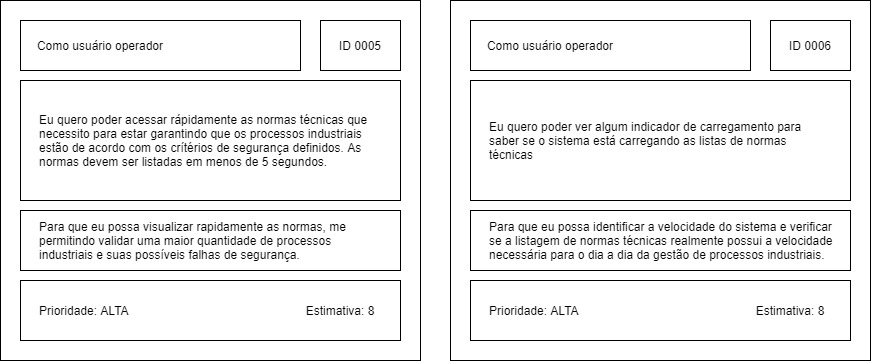 Como usuário operador
ID 0005
Eu quero poder acessar rápidamente as normas técnicas que
necessito para estar garantindo que os processos industriais
estão de acordo com os crítérios de segurança definidos. As
normas devem ser listadas em menos de 5 segundos.
Para que eu possa visualizar rapidamente as normas, me
permitindo validar uma maior quantidade de processos
industriais e suas possíveis falhas de segurança.
Prioridade: ALTA
Estimativa: 8
Como usuário operador
ID 0006
Eu quero poder ver algum indicador de carregamento para
saber se o sistema está carregando as listas de normas
técnicas
Para que eu possa identificar a velocidade do sistema e verificar
se a listagem de normas técnicas realmente possui a velocidade
necessária para o dia a dia da gestão de processos industriais.
Prioridade: ALTA
Estimativa: 8